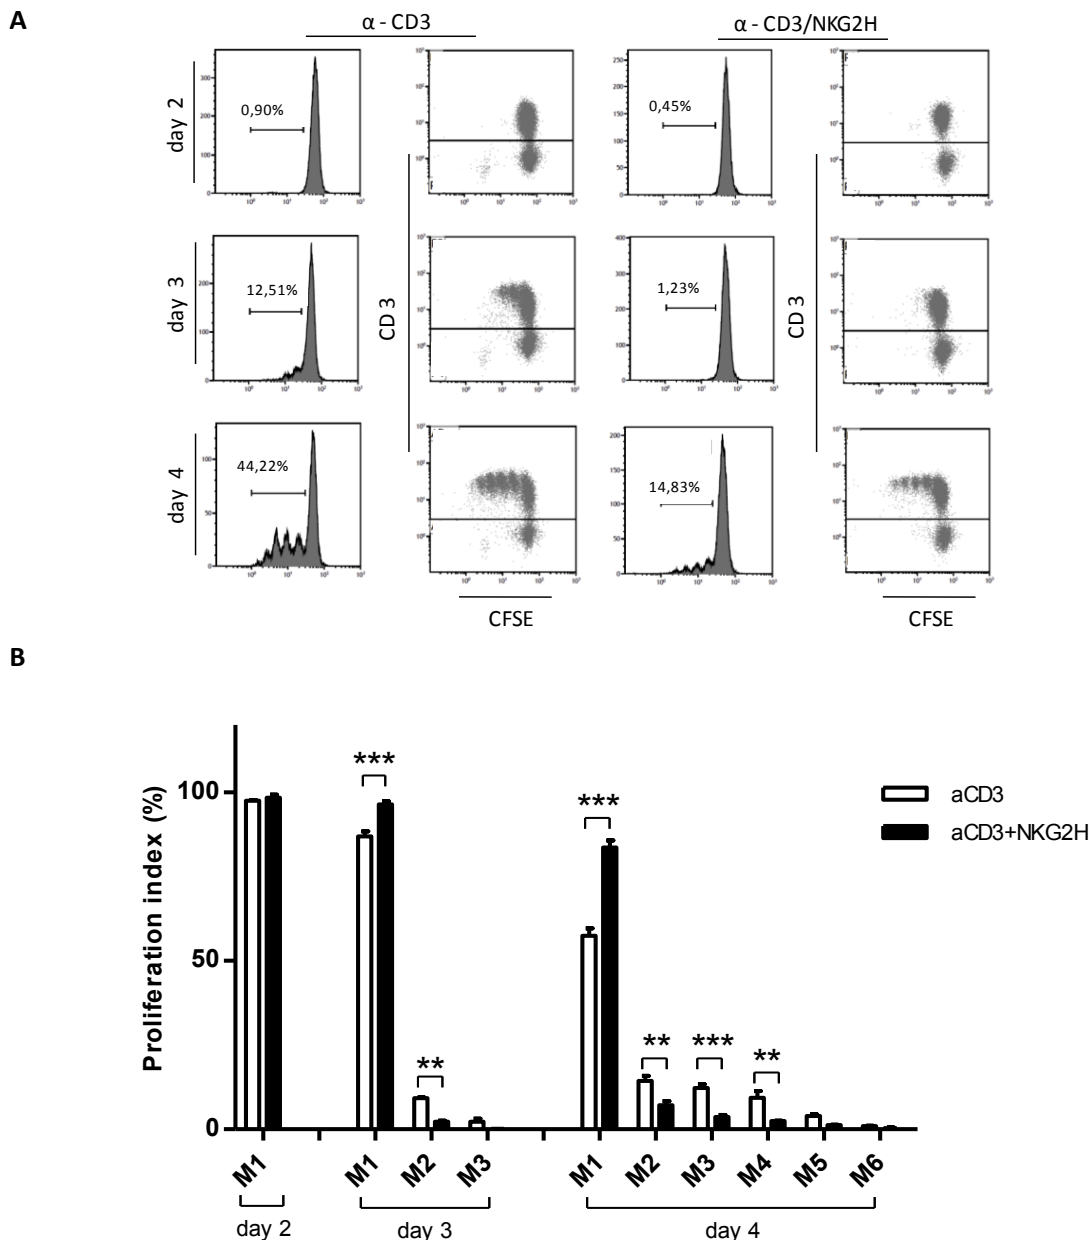 A
α - CD3
α - CD3/NKG2H
day 2
0,90%
0,45%
day 3
12,51%
1,23%
CD 3
CD 3
day 4
44,22%
14,83%
CFSE
CFSE
B
Proliferation index (%)
100
50
0
***
**
***
**
***
**
aCD3
aCD3+NKG2H
M1
M1
M2
M3
M1
M2
M3
M4
M5
M6
day 2
day 3
day 4